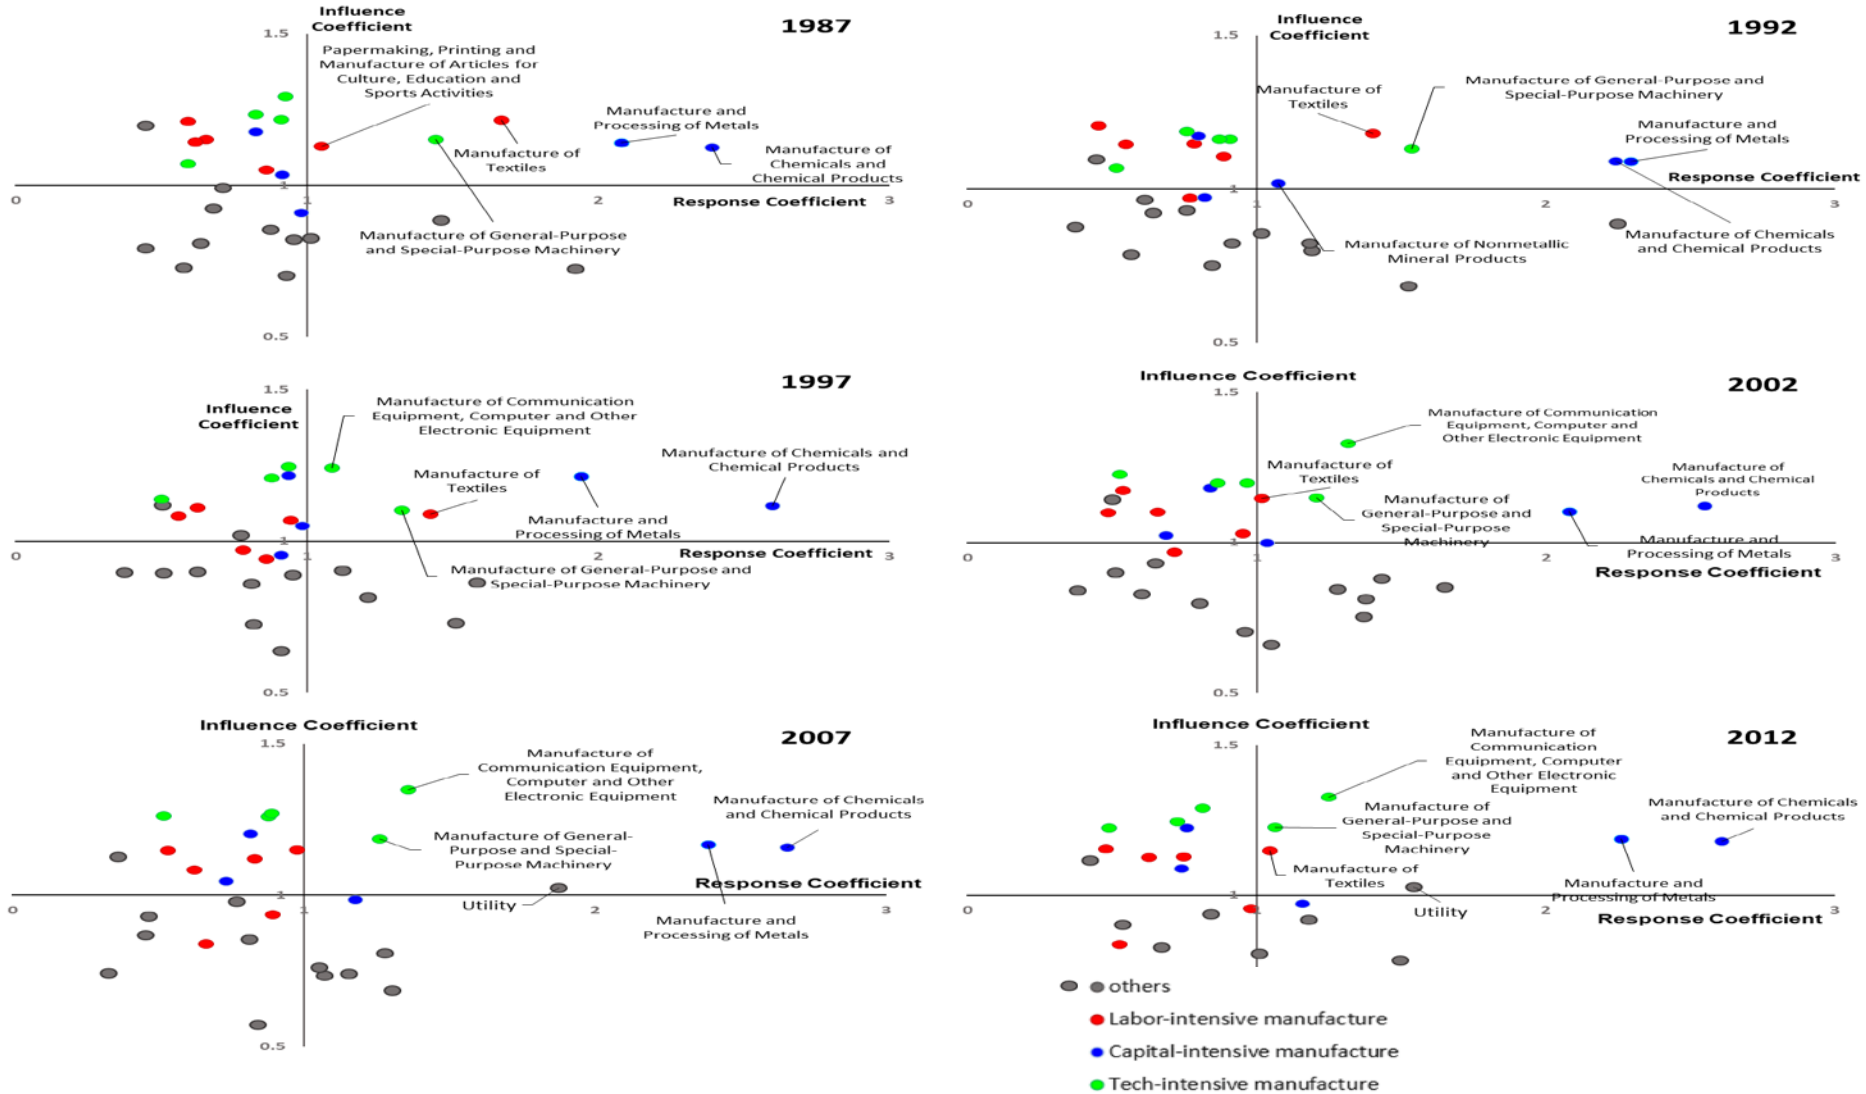 Influence
Coefficient
1987
1.5
Papermaking, Printing and
Manufacture of Articles for
Culture, Education and
Sports Activities
Manufacture and
Processing of Metals
Manufacture of
Textiles
Manufacture of
Chemicals and
Chemical Products
0
1
1
2
3
Response Coefficient
Manufacture of General-Purpose
and Special-Purpose Machinery
0.5
Influence
Coefficient
1992
1.5
Manufacture of
Textiles
Manufacture of General-Purpose and
Special-Purpose Machinery
Manufacture and
Processing of Metals
Response Coefficient
0
1
1
2
3
Manufacture of Nonmetallic
Mineral Products
Manufacture of Chemicals
and Chemical Products
0.5
1997
1.5
Influence
Coefficient
Manufacture of Communication
Equipment, Computer and Other
Electronic Equipment
Manufacture of
Textiles
Manufacture of Chemicals and
Chemical Products
Manufacture and
Processing of Metals
0
1
1
2
3
Response Coefficient
Manufacture of General-Purpose and
Special-Purpose Machinery
0.5
Influence Coefficient
2002
1.5
Manufacture of Communication
Equipment, Computer and
Other Electronic Equipment
Manufacture of
Textiles
Manufacture of
Chemicals and Chemical
Products
Manufacture of
General-Purpose and
Special-Purpose
Machinery
Manufacture and
Processing of Metals
0
1
1
2
3
Response Coefficient
0.5
Influence Coefficient
2007
1.5
Manufacture of
Communication Equipment,
Computer and Other
Electronic Equipment
Manufacture of Chemicals
and Chemical Products
Manufacture of General-
Purpose and Special-
Purpose Machinery
Response Coefficient
0
1
1
2
3
Utility
Manufacture and
Processing of Metals
0.5
Influence Coefficient
2012
1.5
Manufacture of
Communication
Equipment, Computer
and Other Electronic
Equipment
Manufacture of Chemicals
and Chemical Products
Manufacture of
General-Purpose and
Special-Purpose
Machinery
Manufacture of
Textiles
Manufacture and
Processing of Metals
0
1
1
2
3
Utility
Response Coefficient
others
Labor-intensive manufacture
Capital-intensive manufacture
Tech-intensive manufacture